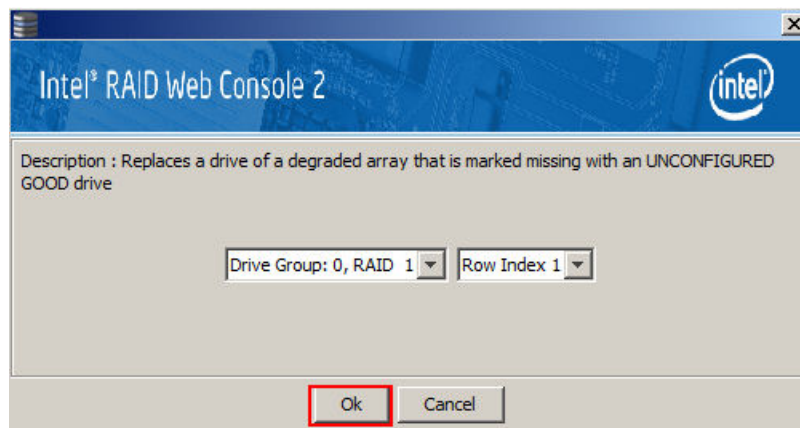 Intel® RAID Web Console 2
intel
Description : Replaces a drive of a degraded array that is marked missing with an UNCONFIGURED
GOOD drive
Drive Group: 0, RAID 1 Row Index 1
Ok Cancel